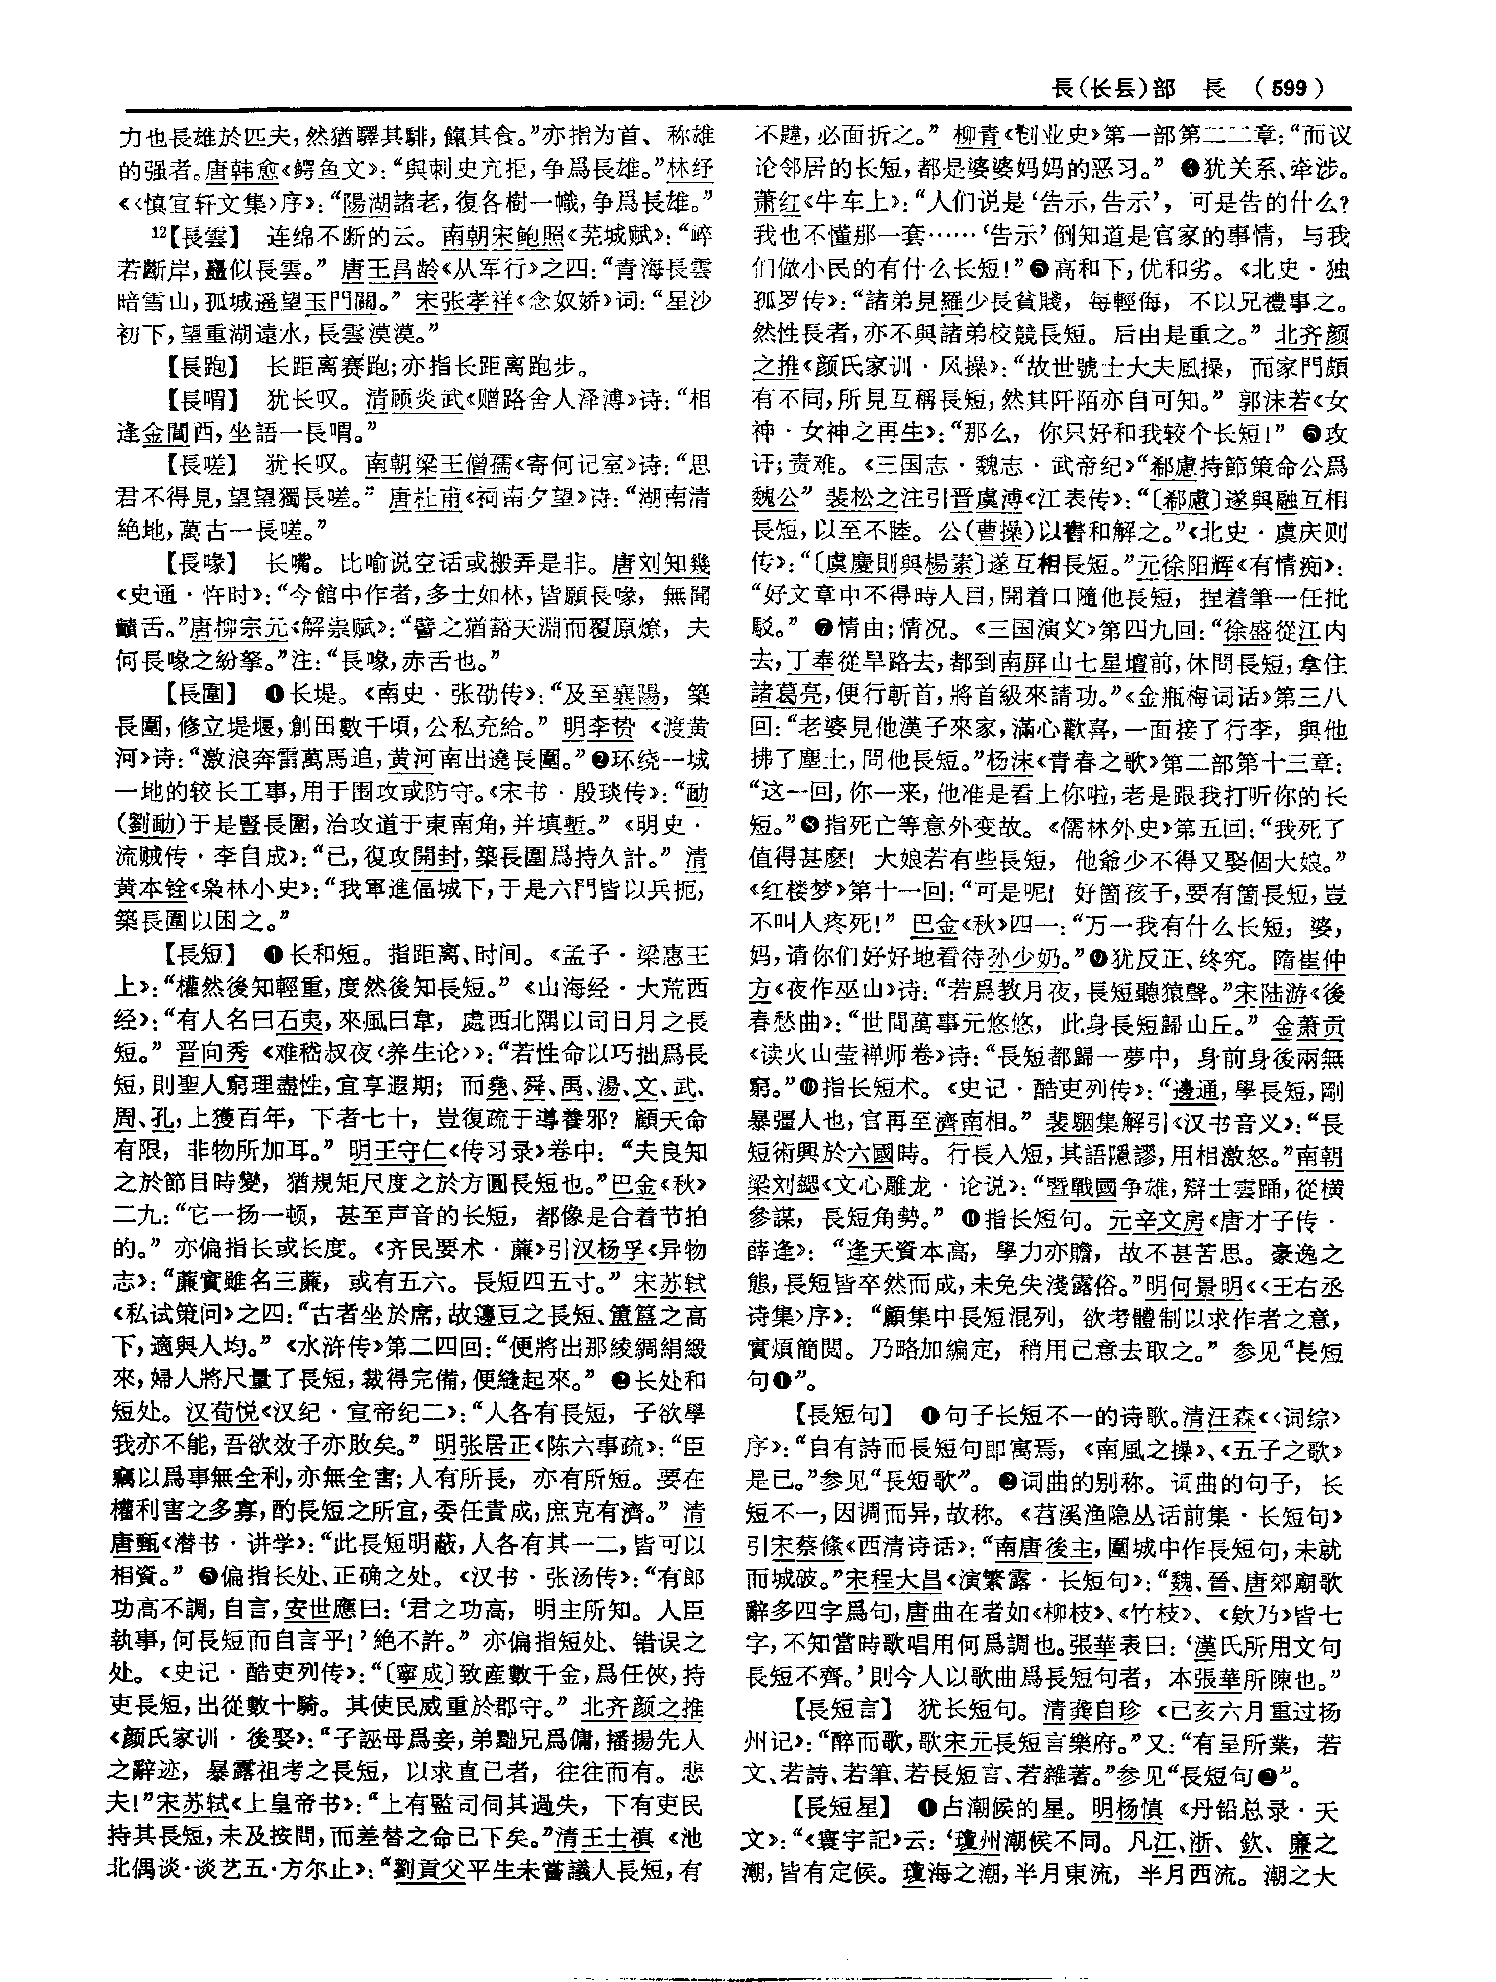 長(长镸)部　長　(599)
力也長雄於匹夫,然猶驛其騑,饟其食。”亦指为首、称雄
的强者。唐韩愈《鳄鱼文》:“與刺史亢拒,争爲長雄。”林纾
《〈慎宜轩文集〉序》:“陽湖諸老,復各樹一幟,争爲長雄。”
12【長雲】　连绵不断的云。南朝宋鲍照《芜城赋》:“崪
若斷岸,矗似長雲。”唐王昌龄《从军行》之四:“青海長雲
暗雪山,孤城遥望玉門關。”宋张孝祥《念奴娇》词:“星沙
初下,望重湖遠水,長雲漠漠。”
【長跑】　长距离赛跑;亦指长距离跑步。
【長喟】　犹长叹。清顾炎武《赠路舍人泽溥》诗:“相
逢金閶西,坐語一長喟。”
【長嗟】　犹长叹。南朝梁王僧孺《寄何记室》诗:“思
君不得見,望望獨長嗟。”唐杜甫《祠南夕望》诗:“湖南清
絶地,萬古一長嗟。”
【長喙】　长嘴。比喻说空话或搬弄是非。唐刘知幾
《史通·忤时》:“今館中作者,多士如林,皆願長喙,無聞
齰舌。”唐柳宗元《解祟赋》:“譬之猶豁天淵而覆原燎,夫
何長喙之紛拏。”注:“長喙,赤舌也。”
【長圍】　❶长堤。《南史·张劭传》:“及至襄陽,築
長圍,修立堤堰,創田數千頃,公私充給。”明李贽《渡黄
河》诗:“激浪奔雷萬馬追,黄河南出遶長圍。”❷环绕一城
一地的较长工事,用于围攻或防守。《宋书·殷琰传》:“勔
(劉勔)于是豎長圍,治攻道于東南角,并填塹。”《明史·
流贼传·李自成》:“已,復攻開封,築長圍爲持久計。”清
黄本铨《枭林小史》:“我軍進偪城下,于是六門皆以兵扼,
築長圍以困之。”
【長短】　❶长和短。指距离、时间。《孟子·梁惠王
上》:“權然後知輕重,度然後知長短。”《山海经·大荒西
经》:“有人名曰石夷,來風曰韋,處西北隅以司日月之長
短。”晋向秀《难嵇叔夜〈养生论〉》:“若性命以巧拙爲長
短,則聖人窮理盡性,宜享遐期;而堯、舜、禹、湯、文、武、
周、孔,上獲百年,下者七十,豈復疏于導養邪?顧天命
有限,非物所加耳。”明王守仁《传习录》卷中:“夫良知
之於節目時變,猶規矩尺度之於方圓長短也。”巴金《秋》
二九:“它一扬一顿,甚至声音的长短,都像是合着节拍
的。”亦偏指长或长度。《齐民要术·藨》引汉杨孚《异物
志》:“藨實雖名三藨,或有五六。長短四五寸。”宋苏轼
《私试策问》之四:“古者坐於席,故籩豆之長短、簠簋之高
下,適與人均。”《水浒传》第二四回:“便將出那綾綢絹緞
來,婦人將尺量了長短,裁得完備,便縫起來。”❷长处和
短处。汉荀悦《汉纪·宣帝纪二》:“人各有長短,子欲學
我亦不能,吾欲效子亦敗矣。”明张居正《陈六事疏》:“臣
竊以爲事無全利,亦無全害;人有所長,亦有所短。要在
權利害之多寡,酌長短之所宜,委任責成,庶克有濟。”清
唐甄《潜书·讲学》:“此長短明蔽,人各有其一二,皆可以
相資。”❸偏指长处、正确之处。《汉书·张汤传》:“有郎
功高不調,自言,安世應曰:‘君之功高,明主所知。人臣
執事,何長短而自言乎!’絶不許。”亦偏指短处、错误之
处。《史记·酷吏列传》:“〔寧成〕致産數千金,爲任俠,持
吏長短,出從數十騎。其使民威重於郡守。”北齐颜之推
《颜氏家训·後娶》:“子誣母爲妾,弟黜兄爲傭,播揚先人
之辭迹,暴露祖考之長短,以求直己者,往往而有。悲
夫!”宋苏轼《上皇帝书》:“上有監司伺其過失,下有吏民
持其長短,未及按問,而差替之命已下矣。”清王士禛《池
北偶谈·谈艺五·方尔止》:“劉貢父平生未嘗議人長短,有
不韙,必面折之。”柳青《创业史》第一部第二二章:“而议
论邻居的长短,都是婆婆妈妈的恶习。”❹犹关系、牵涉。
萧红《牛车上》:“人们说是‘告示,告示’,可是告的什么?
我也不懂那一套……‘告示’倒知道是官家的事情,与我
们做小民的有什么长短!”❺高和下,优和劣。《北史·独
孤罗传》:“諸弟見羅少長貧賤,每輕侮,不以兄禮事之。
然性長者,亦不與諸弟校競長短。后由是重之。”北齐颜
之推《颜氏家训·风操》:“故世號士大夫風操,而家門頗
有不同,所見互稱長短,然其阡陌亦自可知。”郭沫若《女
神·女神之再生》:“那么,你只好和我较个长短!”❻攻
讦;责难。《三国志·魏志·武帝纪》“郗慮持節策命公爲
魏公”裴松之注引晋虞溥《江表传》:“〔郗慮〕遂與融互相
長短,以至不睦。公(曹操)以書和解之。”《北史·虞庆则
传》:“〔虞慶則與楊素〕遂互相長短。”元徐阳辉《有情痴》:
“好文章中不得時人目,開着口隨他長短,捏着筆一任批
駁。”❼情由;情况。《三国演义》第四九回:“徐盛從江内
去,丁奉從旱路去,都到南屏山七星壇前,休問長短,拿住
諸葛亮,便行斬首,將首級來請功。”《金瓶梅词话》第三八
回:“老婆見他漢子來家,滿心歡喜,一面接了行李,與他
拂了塵土,問他長短。”杨沫《青春之歌》第二部第十三章:
“这一回,你一来,他准是看上你啦,老是跟我打听你的长
短。”❽指死亡等意外变故。《儒林外史》第五回:“我死了
值得甚麽!大娘若有些長短,他爺少不得又娶個大娘。”
《红楼梦》第十一回:“可是呢!好箇孩子,要有箇長短,豈
不叫人疼死!”巴金《秋》四一:“万一我有什么长短,婆,
妈,请你们好好地看待孙少奶。”❾犹反正、终究。隋崔仲
方《夜作巫山》诗:“若爲教月夜,長短聽猿聲。”宋陆游《後
春愁曲》:“世間萬事元悠悠,此身長短歸山丘。”金萧贡
《读火山莹禅师卷》诗:“長短都歸一夢中,身前身後兩無
窮。”❿指长短术。《史记·酷吏列传》:“邊通,學長短,剛
暴彊人也,官再至濟南相。”裴駰集解引《汉书音义》:“長
短術興於六國時。行長入短,其語隱謬,用相激怒。”南朝
梁刘勰《文心雕龙·论说》:“暨戰國争雄,辯士雲踊,從横
參謀,長短角勢。”⓫指长短句。元辛文房《唐才子传·
薛逢》:“逢天資本高,學力亦贍,故不甚苦思。豪逸之
態,長短皆卒然而成,未免失淺露俗。”明何景明《〈王右丞
诗集〉序》:“顧集中長短混列,欲考體制以求作者之意,
實煩簡閲。乃略加編定,稍用己意去取之。”参见“長短
句❶”。
【長短句】　❶句子长短不一的诗歌。清汪森《〈词综〉
序》:“自有詩而長短句即寓焉,《南風之操》、《五子之歌》
是已。”参见“長短歌”。❷词曲的别称。词曲的句子,长
短不一,因调而异,故称。《苕溪渔隐丛话前集·长短句》
引宋蔡絛《西清诗话》:“南唐後主,圍城中作長短句,未就
而城破。”宋程大昌《演繁露·长短句》:“魏、晉、唐郊廟歌
辭多四字爲句,唐曲在者如《柳枝》、《竹枝》、《欸乃》皆七
字,不知當時歌唱用何爲調也。張華表曰:‘漢氏所用文句
長短不齊。’則今人以歌曲爲長短句者,本張華所陳也。”
【長短言】　犹长短句。清龚自珍《己亥六月重过扬
州记》:“醉而歌,歌宋元長短言樂府。”又:“有呈所業,若
文、若詩、若筆、若長短言、若雜著。”参见“長短句❷”。
【長短星】　❶占潮候的星。明杨慎《丹铅总录·天
文》:“《寰宇記》云:‘瓊州潮候不同。凡江、浙、欽、廉之
潮,皆有定候。瓊海之潮,半月東流,半月西流。潮之大